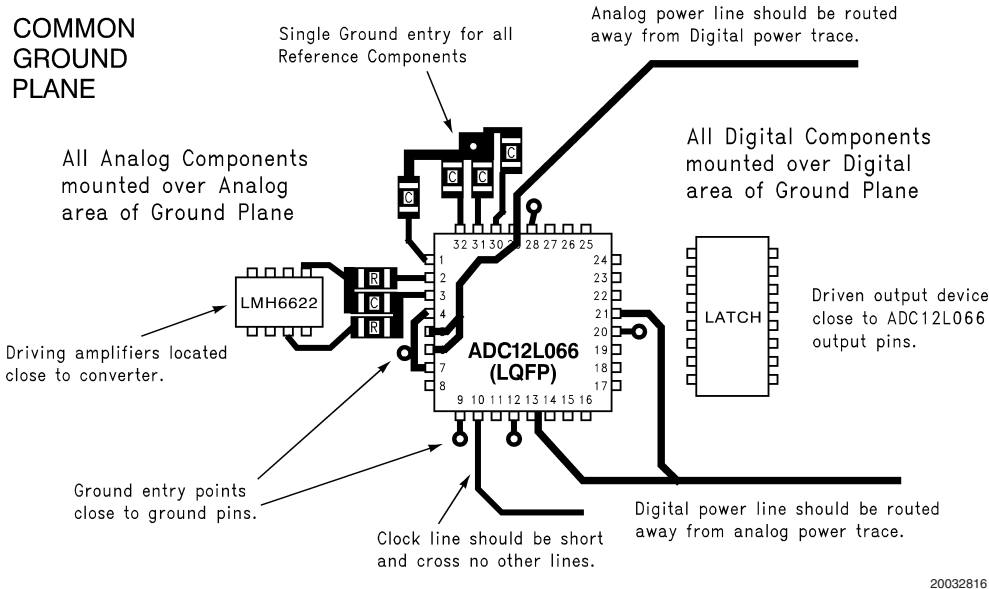 COMMON
GROUND
PLANE
Single Ground entry for all
Reference Components
Analog power line should be routed
away from Digital power trace.
All Analog Components
mounted over Analog
area of Ground Plane
All Digital Components
mounted over Digital
area of Ground Plane
C
C
C
C
32 31 30 28 27 26 25
1
2
3
4
7
8
24
23
22
21
20
19
18
17
9 10 11 12 13 14 15 16
R
C
R
LMH6622
ADC12L066
(LQFP)
LATCH
Driven output device
close to ADC12L066
output pins.
Driving amplifiers located
close to converter.
Ground entry points
close to ground pins.
Clock line should be short
and cross no other lines.
Digital power line should be routed
away from analog power trace.
20032816